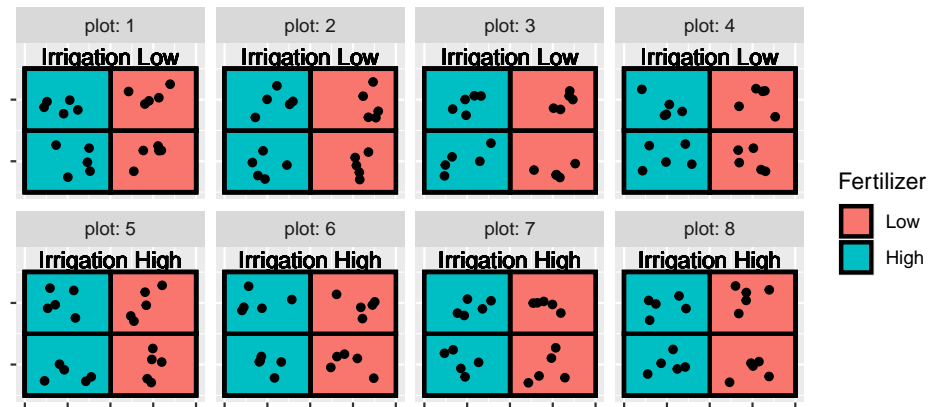 plot: 1
plot: 2
plot: 3
plot: 4
Irrigation Low
Irrigation Low
Irrigation Low
Irrigation Low
plot: 5
plot: 6
plot: 7
plot: 8
Irrigation High
Irrigation High
Irrigation High
Irrigation High
Fertilizer
Low
High